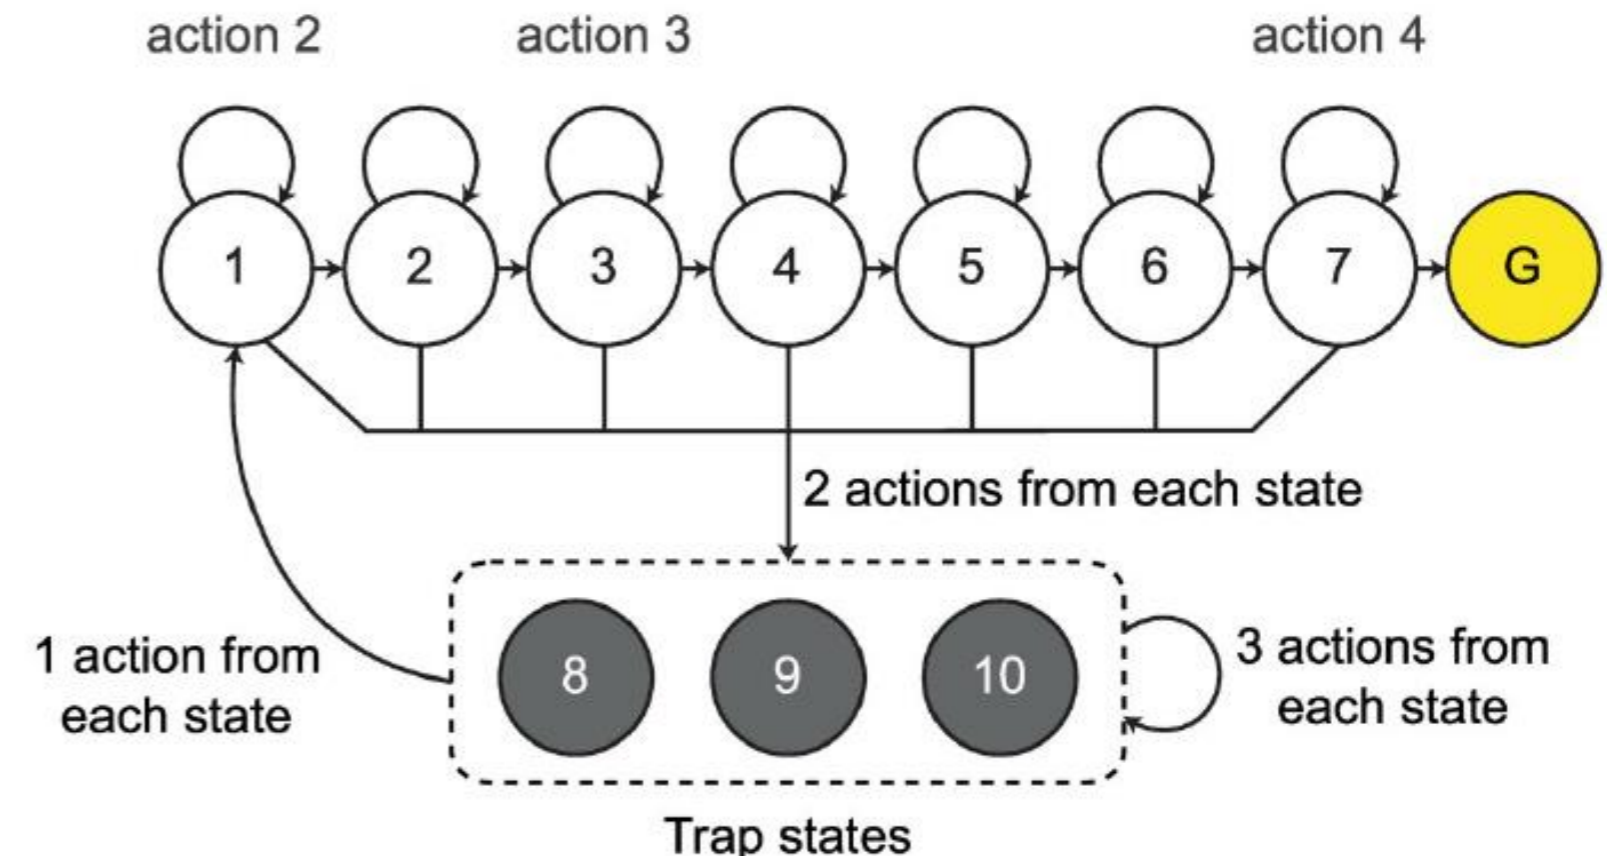 action 2
action 3
action 4
1
2
3
4
5
6
7
G
2 actions from each state
1 action from
each state
8
9
10
3 actions from
each state
Trap states